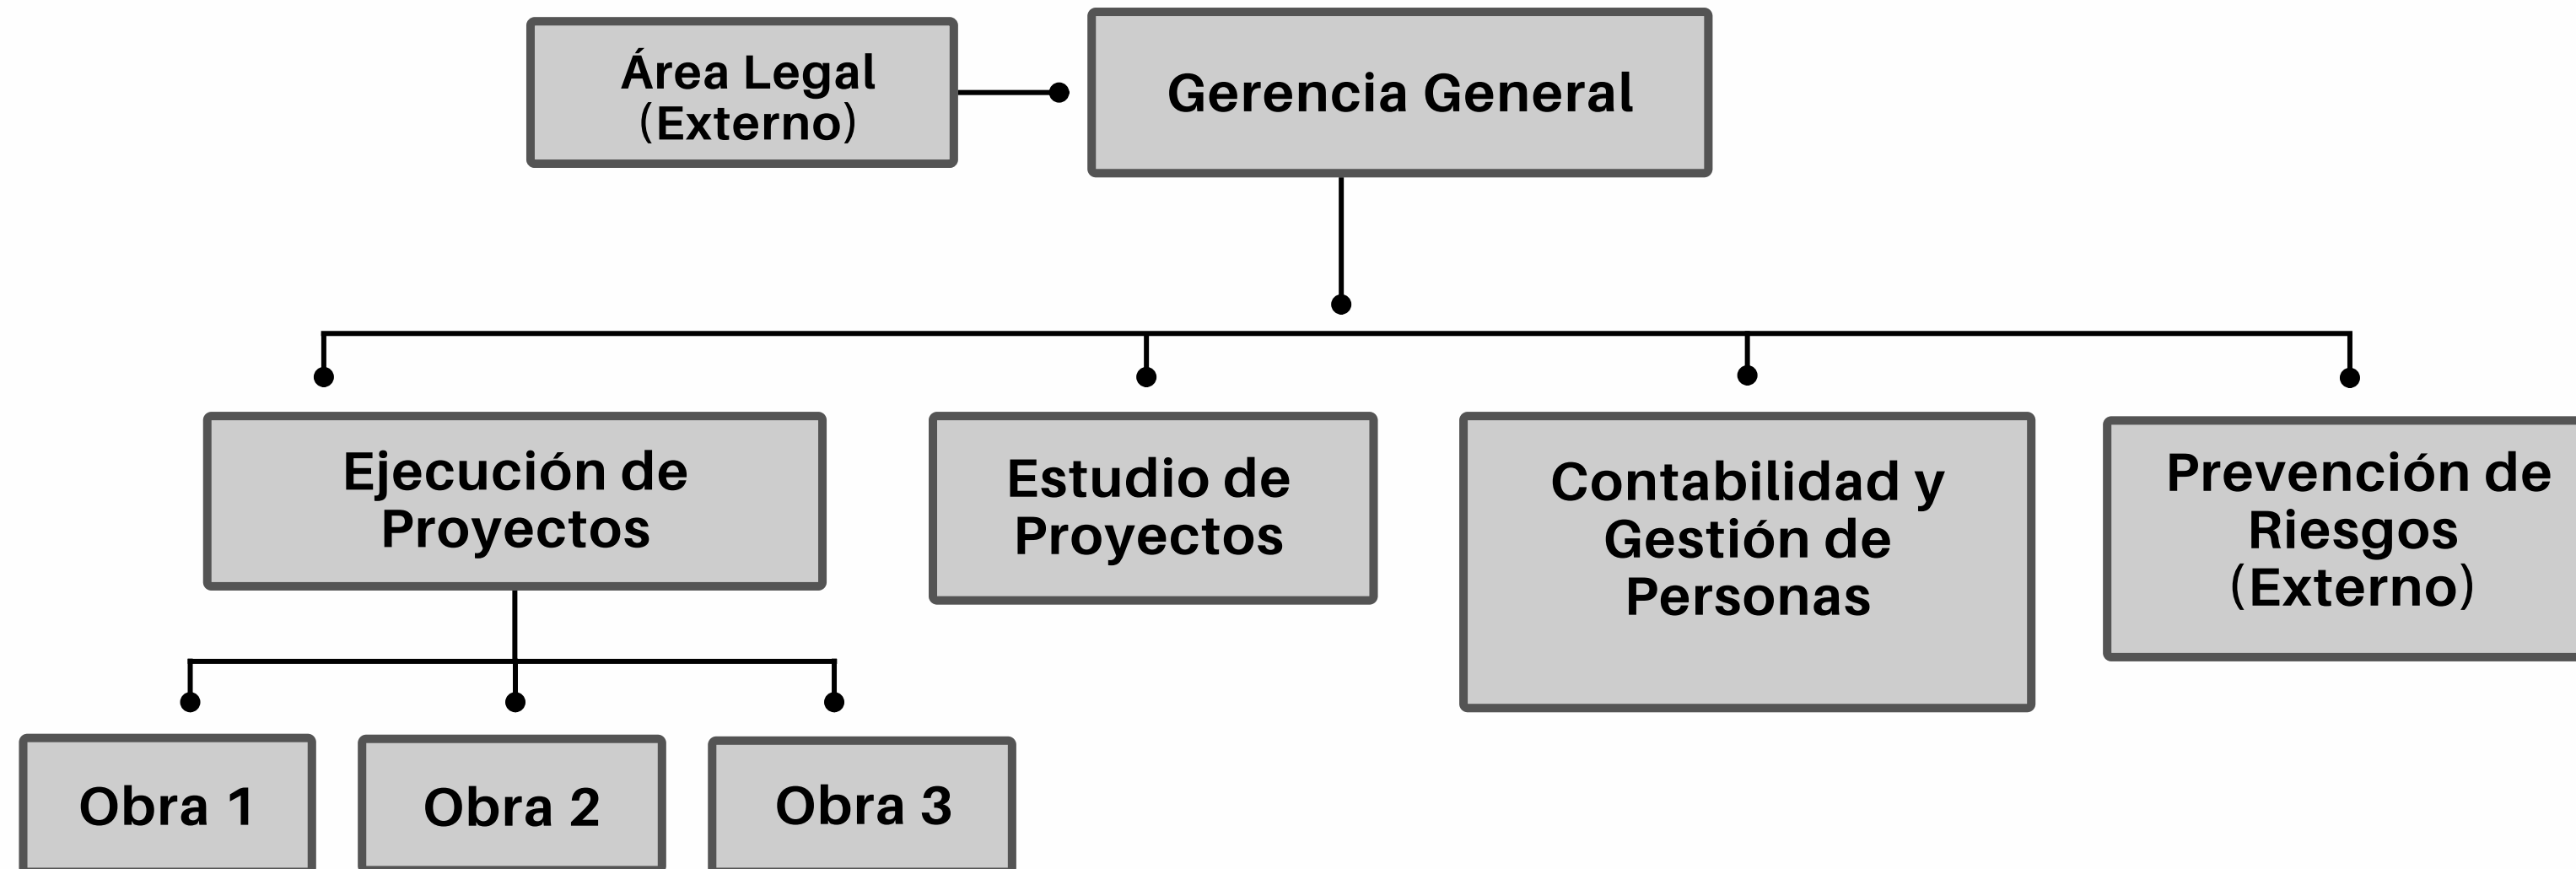 Área Legal
(Externo)
Gerencia General
Ejecución de
Proyectos
Estudio de
Proyectos
Contabilidad y
Gestión de
Personas
Prevención de
Riesgos
(Externo)
Obra 1
Obra 2
Obra 3